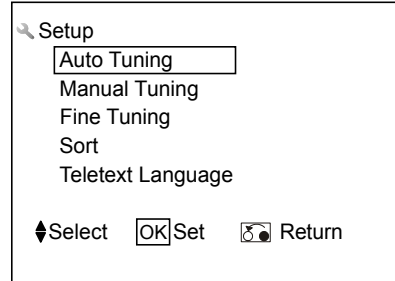 Setup
Auto Tuning
Manual Tuning
Fine Tuning
Sort
Teletext Language
Select OK Set Return